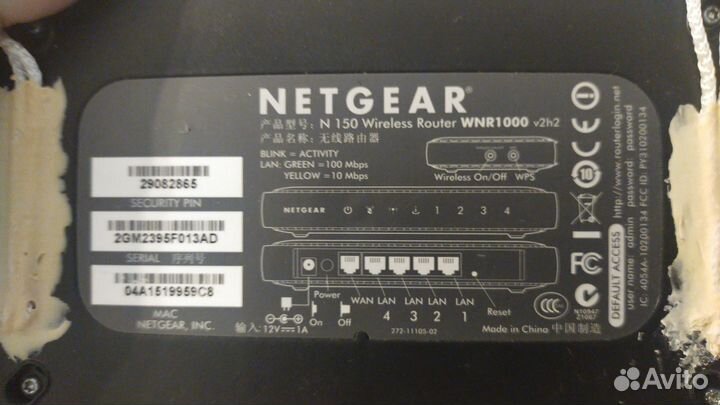 NETGEAR®
产品型号: N 150 Wireless Router WNR1000 v2h2
产品名称: 无线路由器
BLINK = ACTIVITY
LAN: GREEN = 100 Mbps
YELLOW = 10 Mbps
Wireless On/Off WPS
29082865
SECURITY PIN
2GM2395F013AD
SERIAL 序列号
04A1519959C8
MAC
NETGEAR, INC.
NETGEAR 1 2 3 4
Power
On Off
WAN LAN LAN LAN LAN
4 3 2 1
Reset
输入: 12V 1A
272-11105-02
Made in China 中国制造
10
FC
CCC
N10947
Z1067
DEFAULT ACCESS http://www.routerlogin.net
user name: admin password: password
IC: 4054A-10200134 FCC ID: PY310200134
Avito